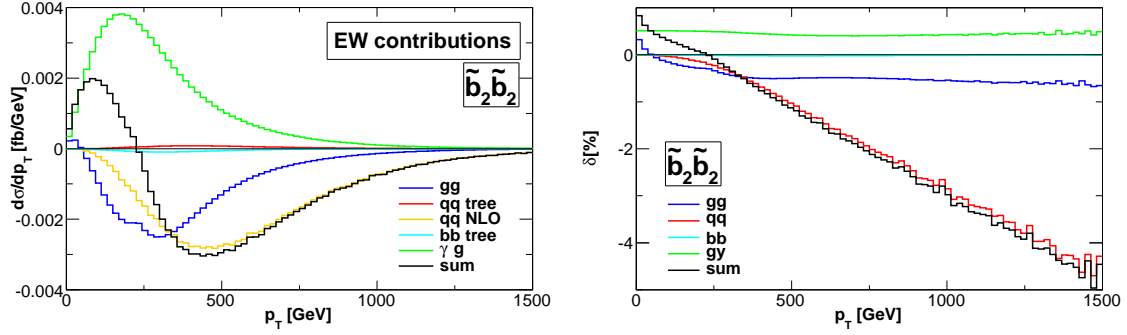 0.004
0.002
0
-0.002
-0.004
dσ/dp_T [fb/GeV]
EW contributions
b̃₂b̃₂
gg
qq tree
qq NLO
bb tree
γ g
sum
0
500
1000
1500
p_T [GeV]
0
-2
-4
δ[%]
b̃₂b̃₂
gg
qq
bb
gy
sum
0
500
1000
1500
p_T [GeV]